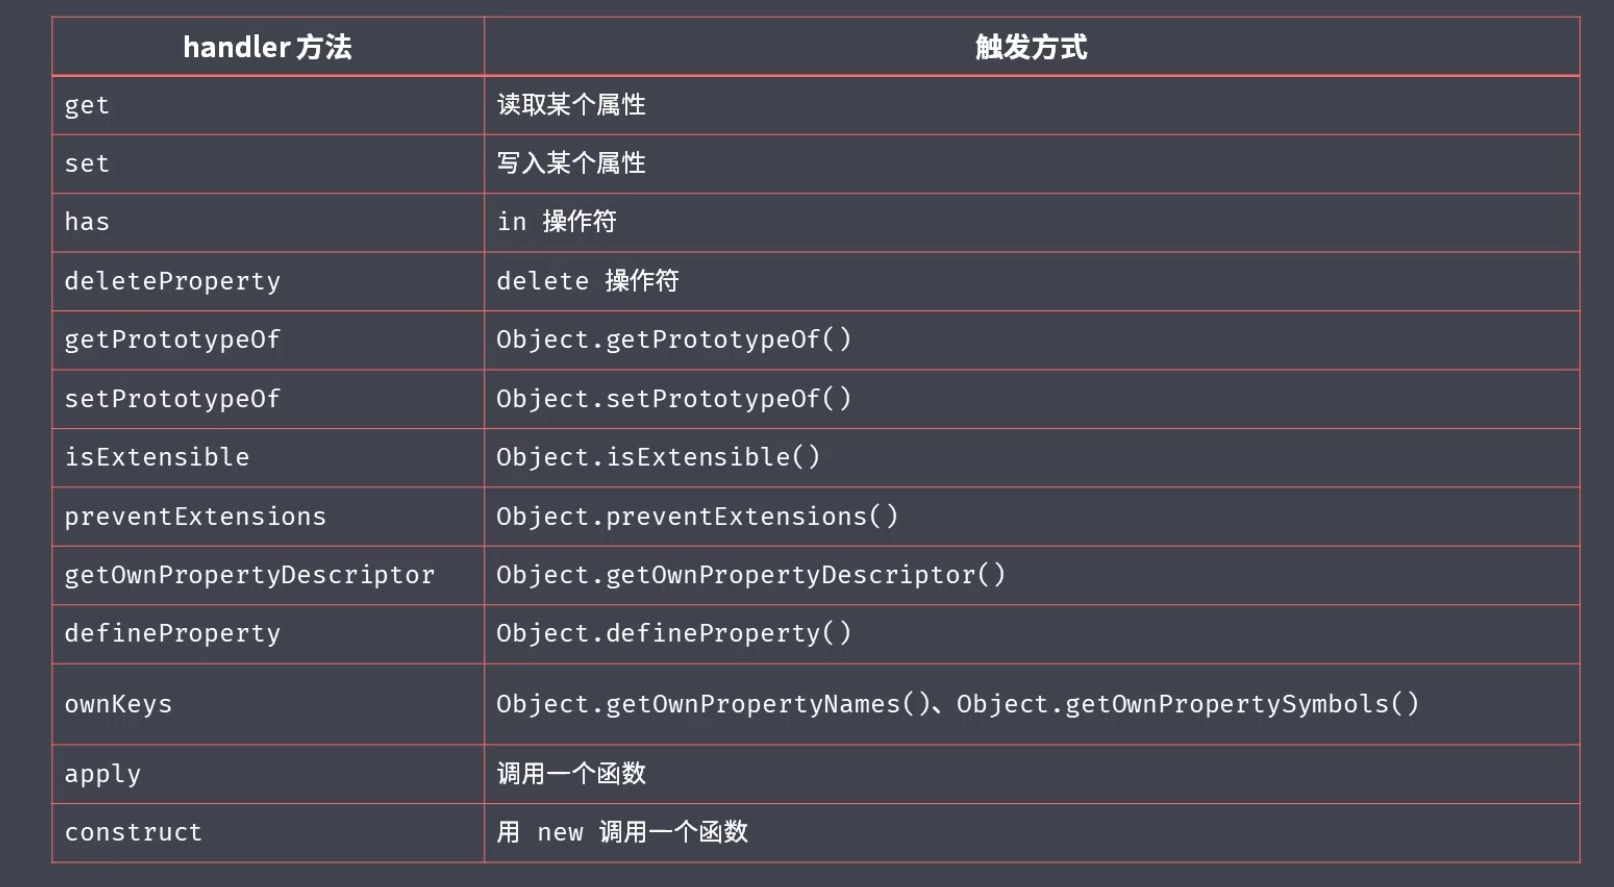 handler 方法 触发方式
get 读取某个属性
set 写入某个属性
has in 操作符
deleteProperty delete 操作符
getPrototypeOf Object.getPrototypeOf()
setPrototypeOf Object.setPrototypeOf()
isExtensible Object.isExtensible()
preventExtensions Object.preventExtensions()
getOwnPropertyDescriptor Object.getOwnPropertyDescriptor()
defineProperty Object.defineProperty()
ownKeys Object.getOwnPropertyNames()、Object.getOwnPropertySymbols()
apply 调用一个函数
construct 用 new 调用一个函数